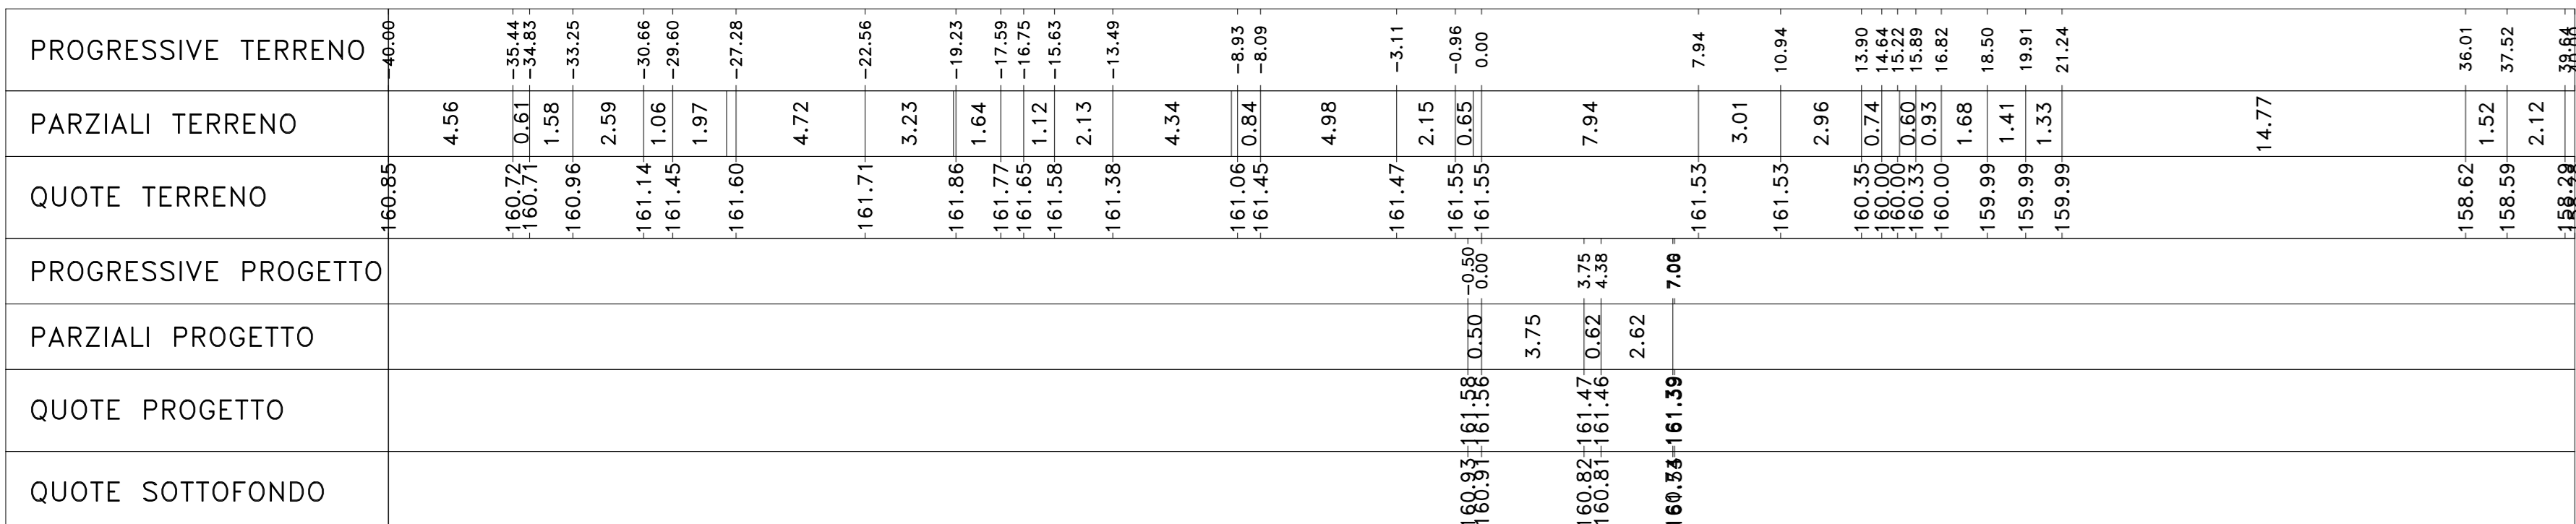 PROGRESSIVE TERRENO -40.00 -35.44 -34.83 -33.25 -30.66 -29.60 -27.28 -22.56 -19.23 -17.59 -16.75 -15.63 -13.49 -8.93 -8.09 -3.11 -0.96 0.00 7.94 10.94 13.90 14.64 15.22 15.89 16.82 18.50 19.91 21.24 36.01 37.52 39.64
PARZIALI TERRENO 4.56 0.61 1.58 2.59 1.06 1.97 4.72 3.23 1.64 1.12 2.13 4.34 0.84 4.98 2.15 0.65 7.94 3.01 2.96 0.74 0.60 0.93 1.68 1.41 1.33 14.77 1.52 2.12
QUOTE TERRENO 160.85 160.72 160.71 160.96 161.14 161.45 161.60 161.71 161.86 161.77 161.65 161.58 161.38 161.06 161.45 161.47 161.55 161.55 161.53 161.53 160.35 160.00 160.00 160.33 160.00 159.99 159.99 159.99 158.62 158.59 158.29
PROGRESSIVE PROGETTO -0.50 0.00 3.75 4.38
PARZIALI PROGETTO 0.50 3.75 0.62 2.62
QUOTE PROGETTO 161.58 161.56 161.47 161.46 161.39
QUOTE SOTTOFONDO 160.93 160.91 160.82 160.81